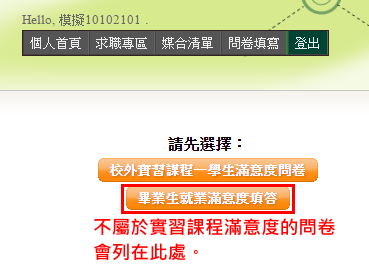 Hello, 模擬10102101 .
個人首頁 求職專區 媒合清單 問卷填寫 登出
請先選擇：
校外實習課程—學生滿意度問卷
畢業生就業滿意度填答
不屬於實習課程滿意度的問卷
會列在此處。